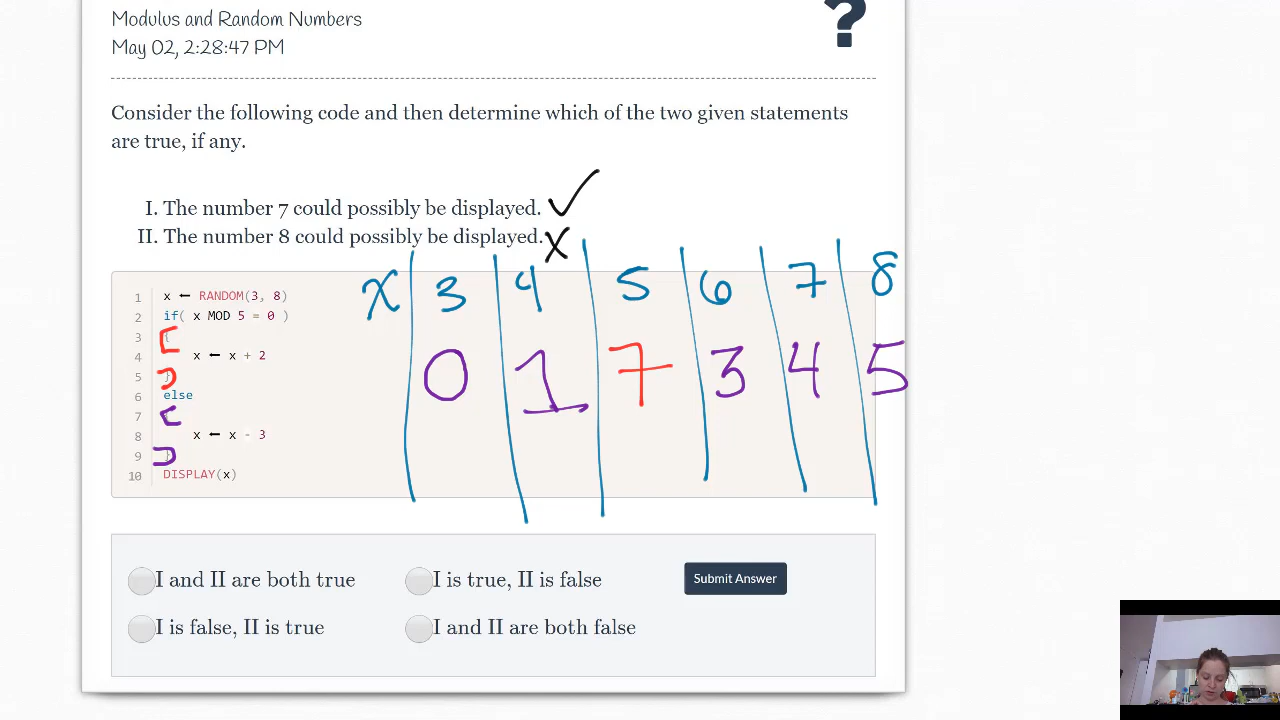 Modulus and Random Numbers
?
May 02, 2:28:47 PM
Consider the following code and then determine which of the two given statements
are true, if any.
I. The number 7 could possibly be displayed. ✓
II. The number 8 could possibly be displayed. X
x 3 4 5 6 7 8
0 1 7 3 4 5
1 x ← RANDOM(3, 8)
2 if( x MOD 5 = 0 )
3 {
4 x ← x + 2
5 }
6 else
7 {
8 x ← x - 3
9 }
10 DISPLAY(x)
I and II are both true
I is true, II is false
Submit Answer
I is false, II is true
I and II are both false